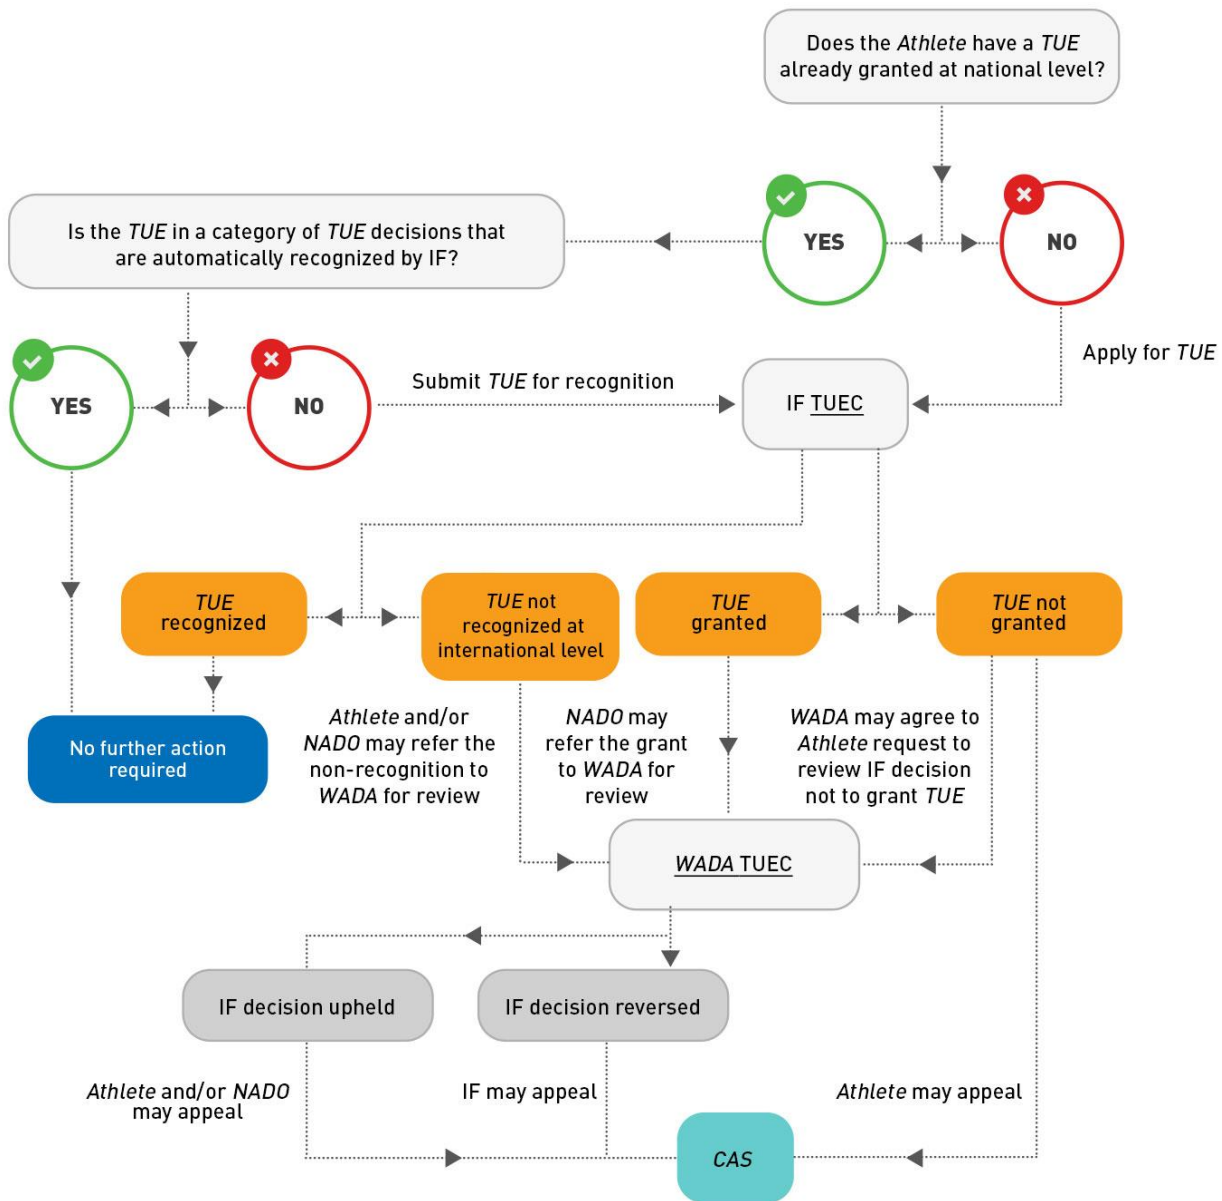 Does the Athlete have a TUE
already granted at national level?
YES
NO
Is the TUE in a category of TUE decisions that
are automatically recognized by IF?
YES
NO
Submit TUE for recognition
IF TUEC
Apply for TUE
TUE
recognized
TUE not
recognized at
international level
TUE
granted
TUE not
granted
No further action
required
Athlete and/or
NADO may refer the
non-recognition to
WADA for review
NADO may
refer the grant
to WADA for
review
WADA may agree to
Athlete request to
review IF decision
not to grant TUE
WADA TUEC
IF decision upheld
IF decision reversed
Athlete and/or NADO
may appeal
IF may appeal
Athlete may appeal
CAS